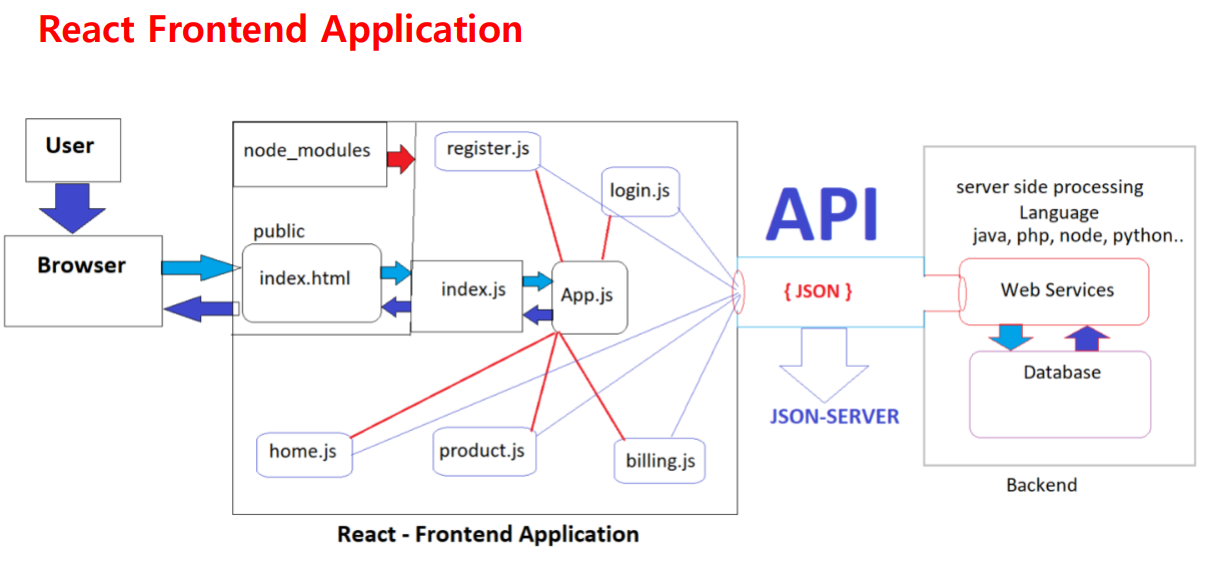 React Frontend Application
User
Browser
node_modules
public
index.html
index.js
App.js
register.js
login.js
home.js
product.js
billing.js
React - Frontend Application
API
{ JSON }
JSON-SERVER
server side processing
Language
java, php, node, python..
Web Services
Database
Backend